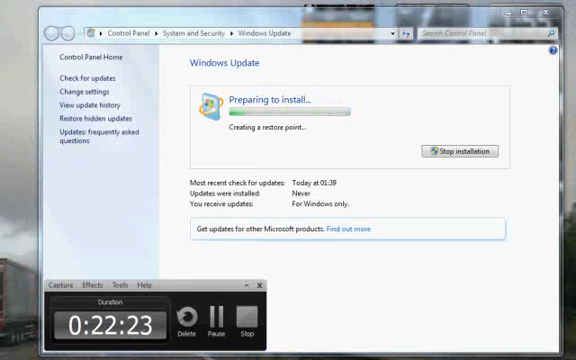 Control Panel ▸ System and Security ▸ Windows Update
Search Control Panel
Control Panel Home
Check for updates
Change settings
View update history
Restore hidden updates
Updates: frequently asked
questions
Windows Update
Preparing to install...
Creating a restore point...
Stop installation
Most recent check for updates: Today at 01:39
Updates were installed: Never
You receive updates: For Windows only.
Get updates for other Microsoft products. Find out more
Capture Effects Tools Help
Duration
0:22:23
Delete Pause Stop